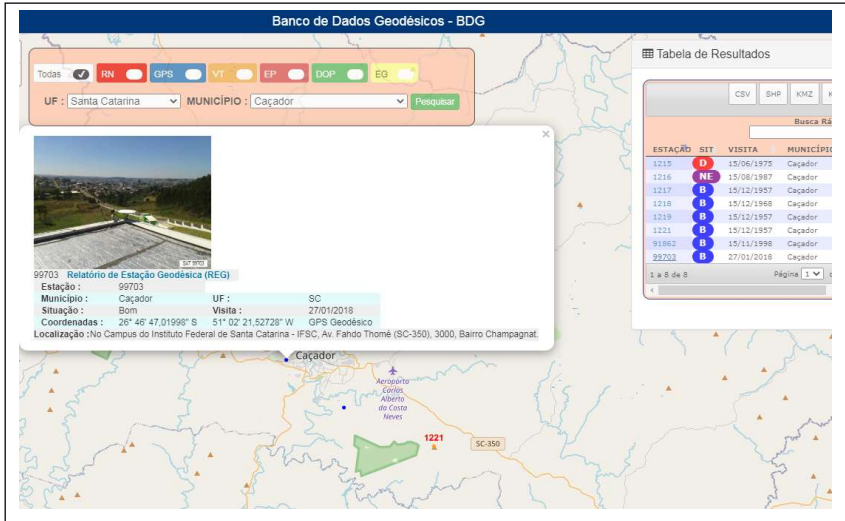 Banco de Dados Geodésicos - BDG
Todas RN GPS VT EP DOP EG
UF : Santa Catarina MUNICÍPIO : Caçador Pesquisar
SAT 99703
99703 Relatório de Estação Geodésica (REG)
Estação : 99703
Município : Caçador UF : SC
Situação : Bom Visita : 27/01/2018
Coordenadas : 26° 46' 47,01998" S 51° 02' 21,52728" W GPS Geodésico
Localização :No Campus do Instituto Federal de Santa Catarina - IFSC, Av. Fahdo Thomé (SC-350), 3000, Bairro Champagnat.
×
Tabela de Resultados
CSV SHP KMZ K
Busca Rá
ESTAÇÃO SIT VISITA MUNICÍPIO
1215 D 15/06/1975 Caçador
1216 NE 15/08/1987 Caçador
1217 B 15/12/1957 Caçador
1218 B 15/12/1968 Caçador
1219 B 15/12/1957 Caçador
1221 B 15/12/1957 Caçador
91862 B 15/11/1998 Caçador
99703 B 27/01/2018 Caçador
1 a 8 de 8 Página 1
Caçador
Aeroporto
Carlos
Alberto
da Costa
Neves
1221
SC-350